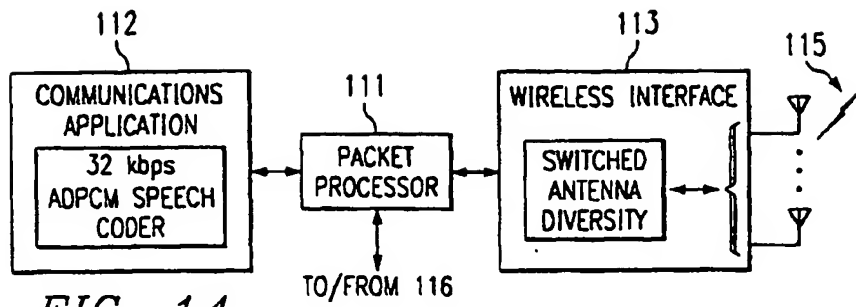 112
COMMUNICATIONS
APPLICATION
32 kbps
ADPCM SPEECH
CODER
111
PACKET
PROCESSOR
TO/FROM 116
113
WIRELESS INTERFACE
SWITCHED
ANTENNA
DIVERSITY
115